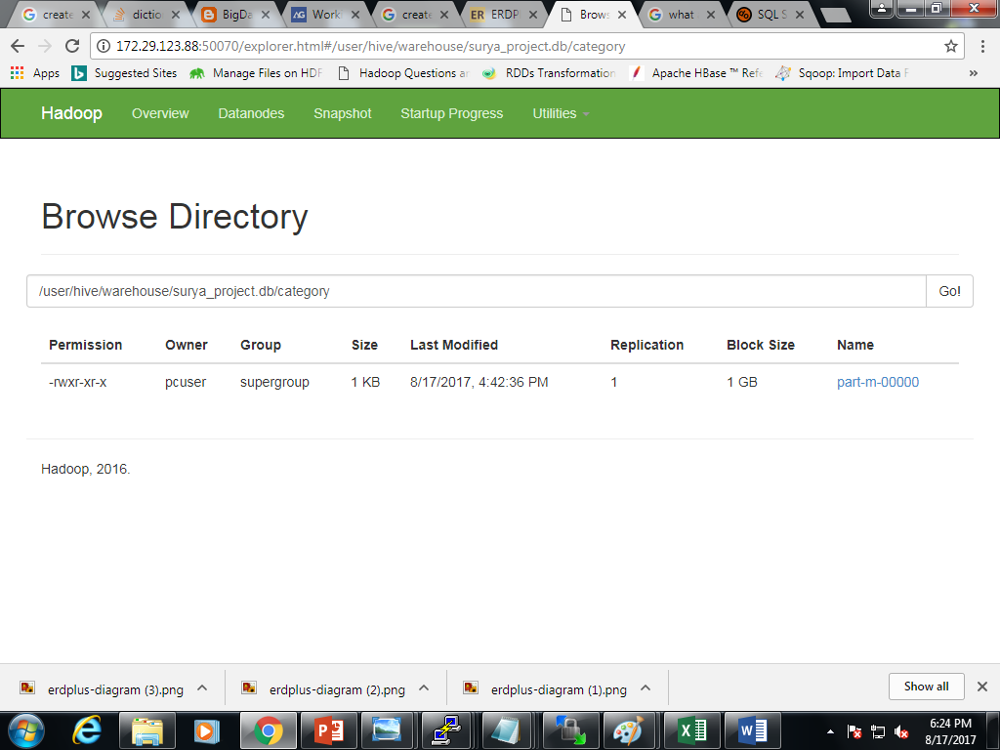 create
dictio
BigDa
AG Work
create
ER ERDPl
Brows
what
SQL S
172.29.123.88:50070/explorer.html#/user/hive/warehouse/surya_project.db/category
Apps Suggested Sites Manage Files on HDF Hadoop Questions an RDDs Transformation Apache HBase ™ Refe Sqoop: Import Data F »
Hadoop Overview Datanodes Snapshot Startup Progress Utilities
Browse Directory
/user/hive/warehouse/surya_project.db/category Go!
Permission Owner Group Size Last Modified Replication Block Size Name
-rwxr-xr-x pcuser supergroup 1 KB 8/17/2017, 4:42:36 PM 1 1 GB part-m-00000
Hadoop, 2016.
erdplus-diagram (3).png erdplus-diagram (2).png erdplus-diagram (1).png Show all
6:24 PM
8/17/2017